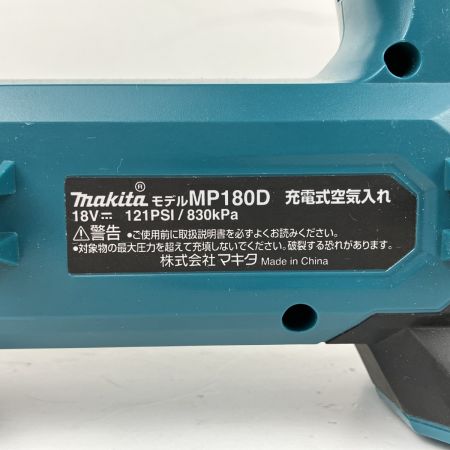 makita® モデルMP180D 充電式空気入れ
18V⎓ 121PSI / 830kPa
⚠警告 •ご使用前に取扱説明書を必ずよくお読みください。
•対象物の最大圧力を超えて充填しないでください。破裂する恐れがあります。
株式会社マキタ Made in China